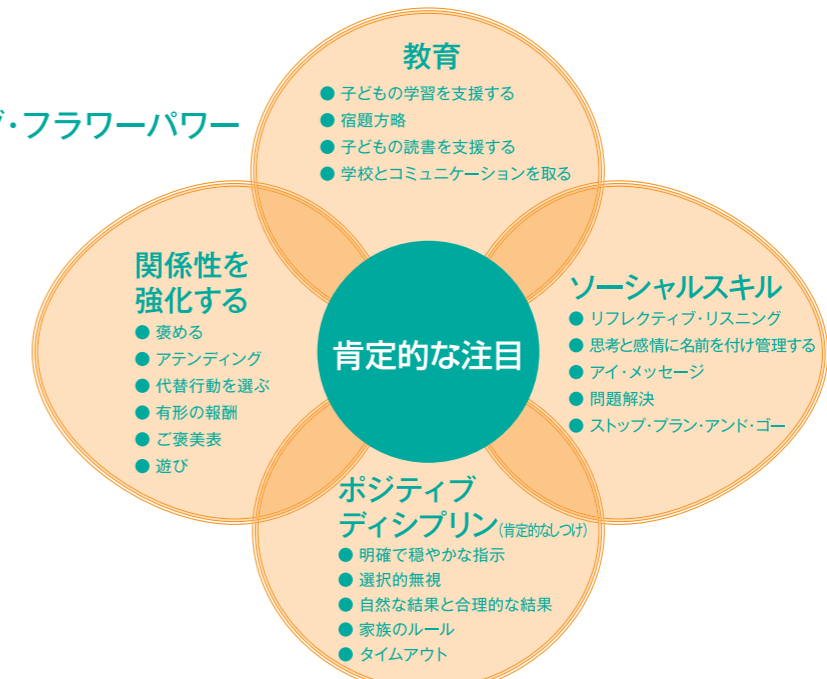 ・フラワーパワー
教育
● 子どもの学習を支援する
● 宿題方略
● 子どもの読書を支援する
● 学校とコミュニケーションを取る
関係性を
強化する
● 褒める
● アテンディング
● 代替行動を選ぶ
● 有形の報酬
● ご褒美表
● 遊び
肯定的な注目
ソーシャルスキル
● リフレクティブ・リスニング
● 思考と感情に名前を付け管理する
● アイ・メッセージ
● 問題解決
● ストップ・プラン・アンド・ゴー
ポジティブ
ディシプリン(肯定的なしつけ)
● 明確で穏やかな指示
● 選択的無視
● 自然な結果と合理的な結果
● 家族のルール
● タイムアウト